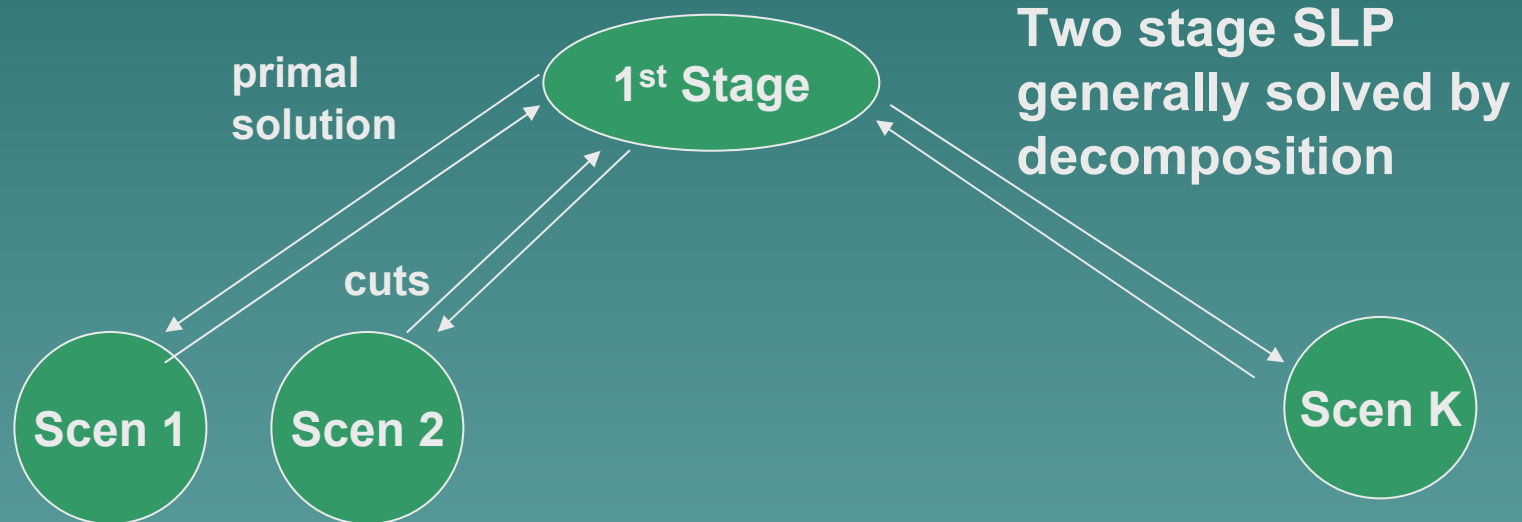 Two stage SLP
generally solved by
decomposition
1st Stage
primal
solution
cuts
Scen 1
Scen 2
Scen K